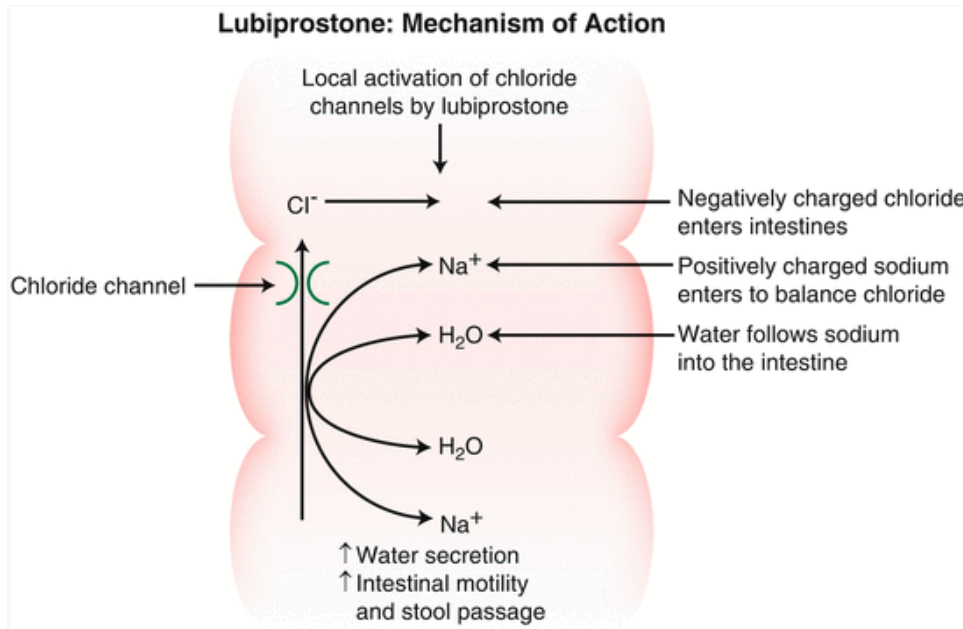 Lubiprostone: Mechanism of Action
Local activation of chloride
channels by lubiprostone
Cl⁻
Negatively charged chloride
enters intestines
Chloride channel
Na⁺
Positively charged sodium
enters to balance chloride
H₂O
Water follows sodium
into the intestine
H₂O
Na⁺
↑Water secretion
↑Intestinal motility
and stool passage